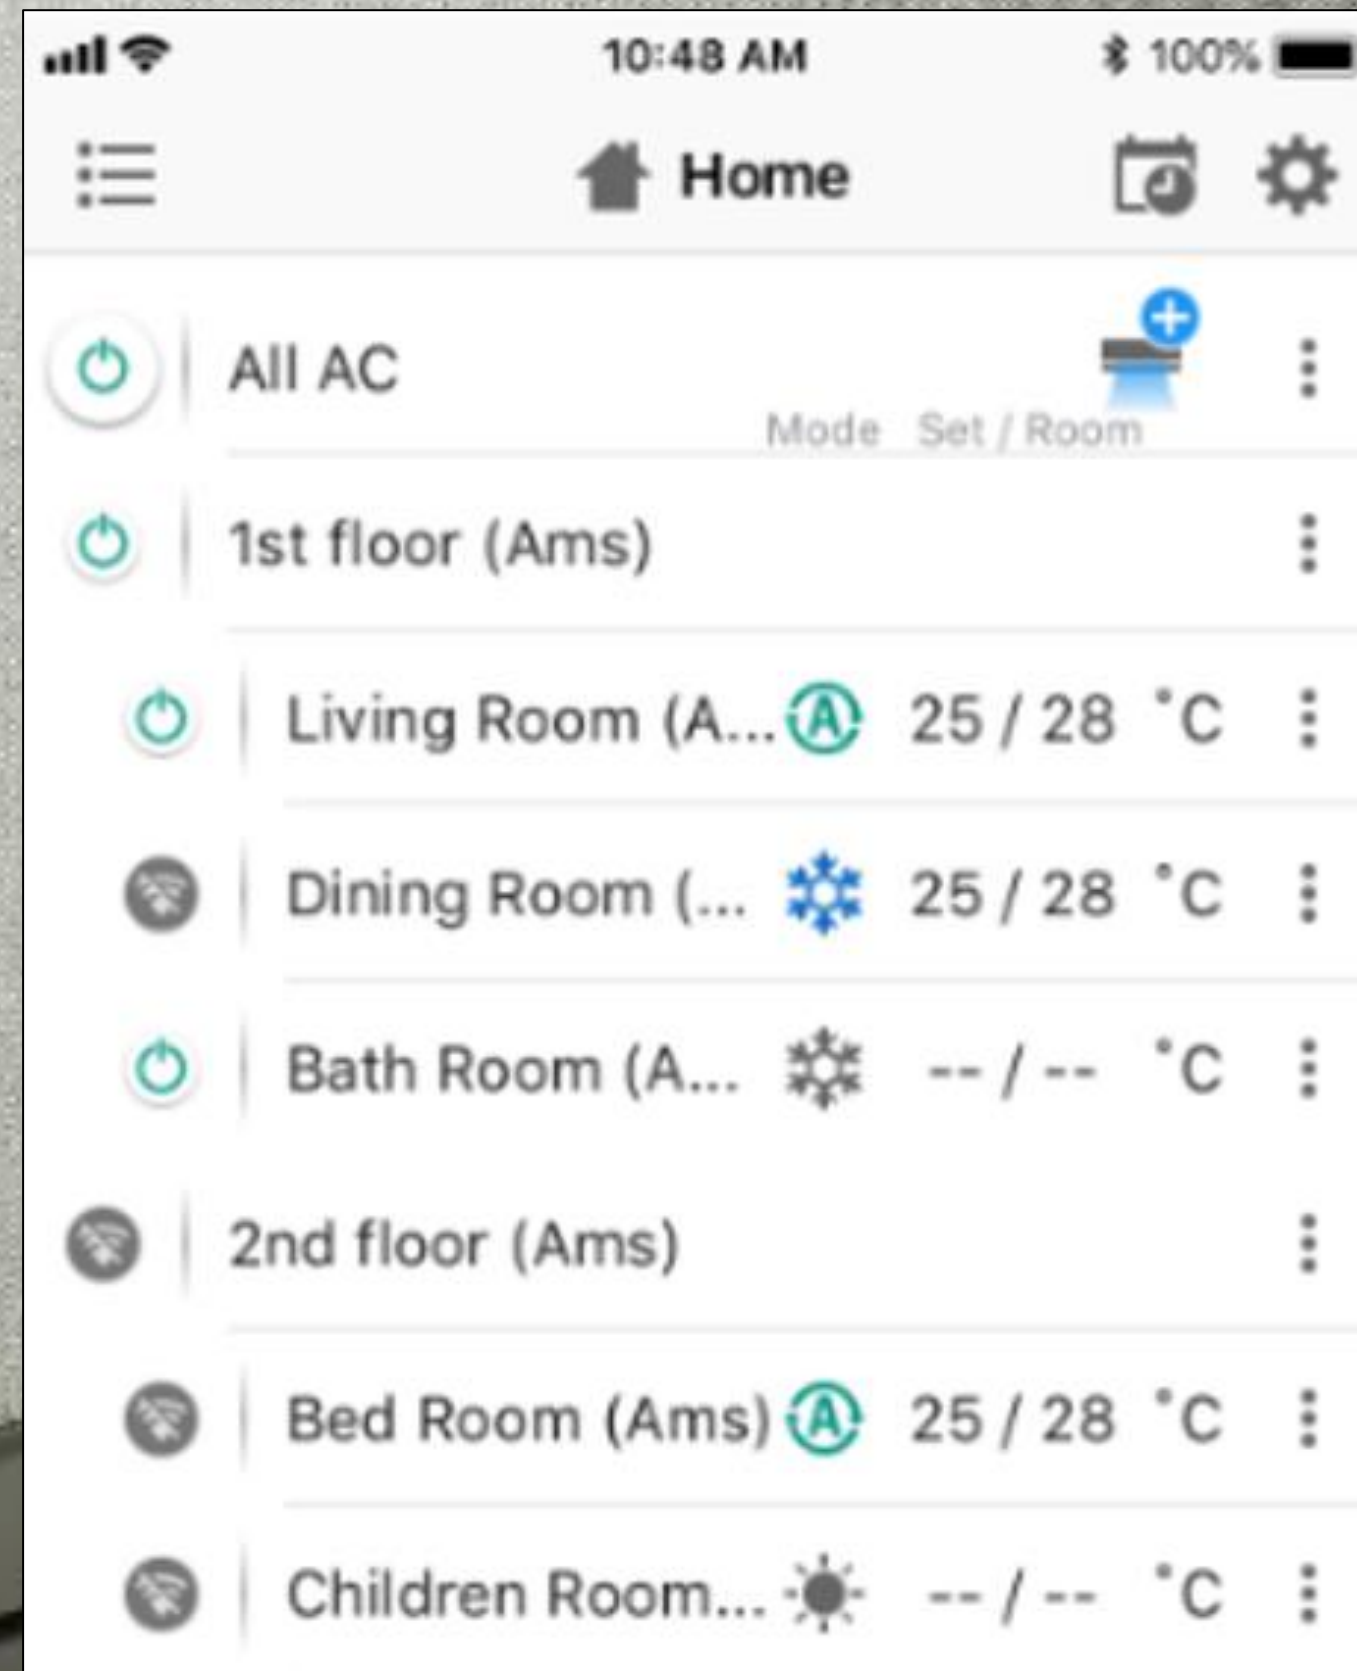 10:48 AM 100%
Home
All AC
Mode Set / Room
1st floor (Ams)
Living Room (A... A 25 / 28 °C
Dining Room (... 25 / 28 °C
Bath Room (A... -- / -- °C
2nd floor (Ams)
Bed Room (Ams) A 25 / 28 °C
Children Room... -- / -- °C